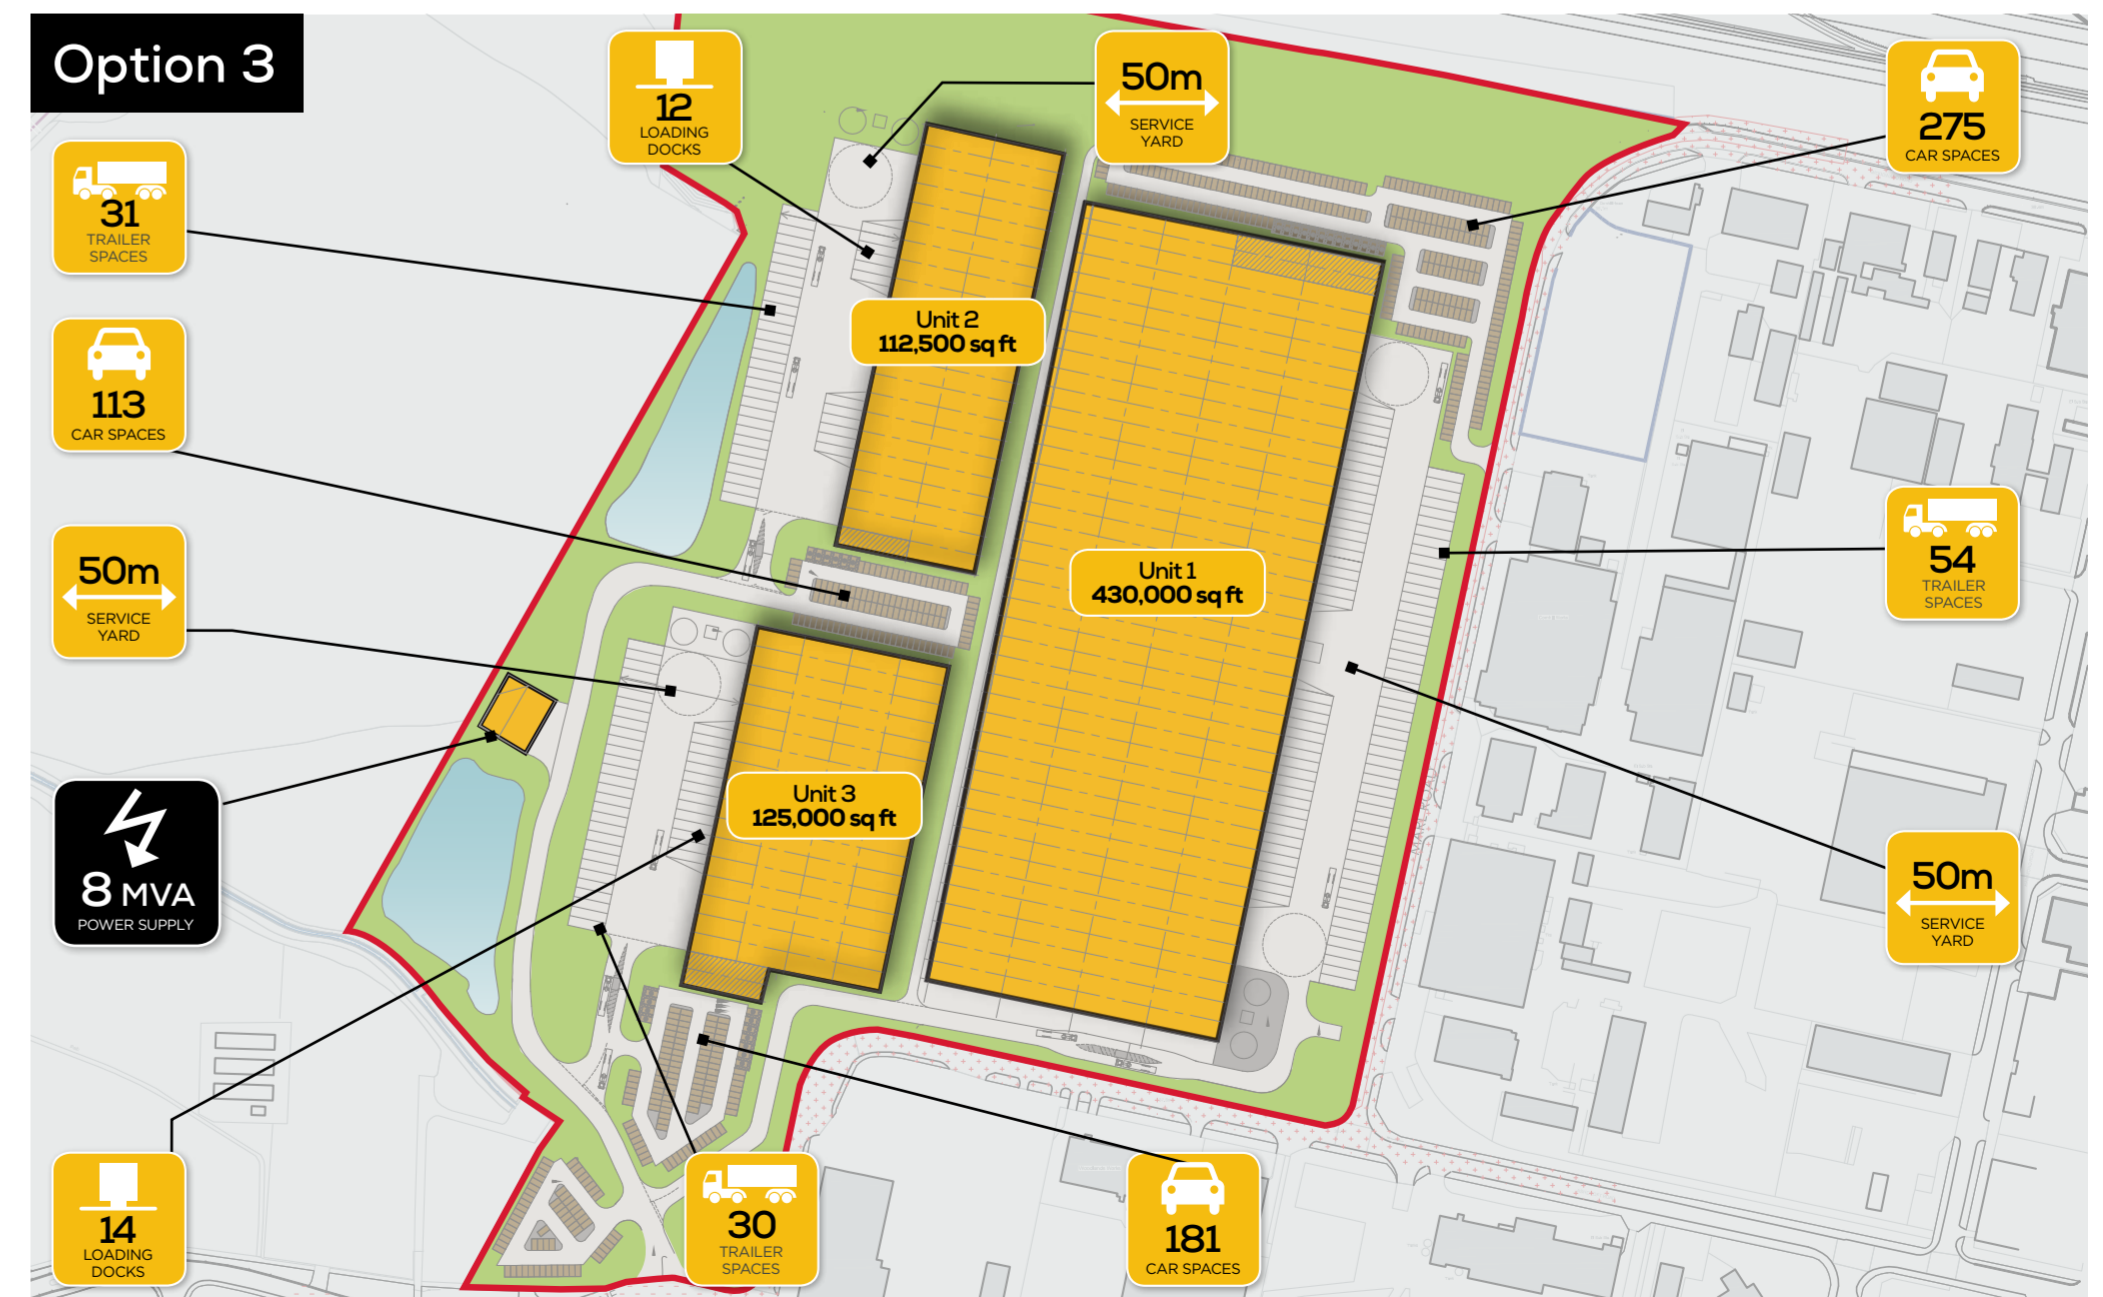 Option 3
12
LOADING
DOCKS
50m
SERVICE
YARD
275
CAR SPACES
31
TRAILER
SPACES
Unit 2
112,500 sq ft
113
CAR SPACES
50m
SERVICE
YARD
Unit 1
430,000 sq ft
54
TRAILER
SPACES
Unit 3
125,000 sq ft
8 MVA
POWER SUPPLY
MARL ROAD
50m
SERVICE
YARD
14
LOADING
DOCKS
30
TRAILER
SPACES
181
CAR SPACES